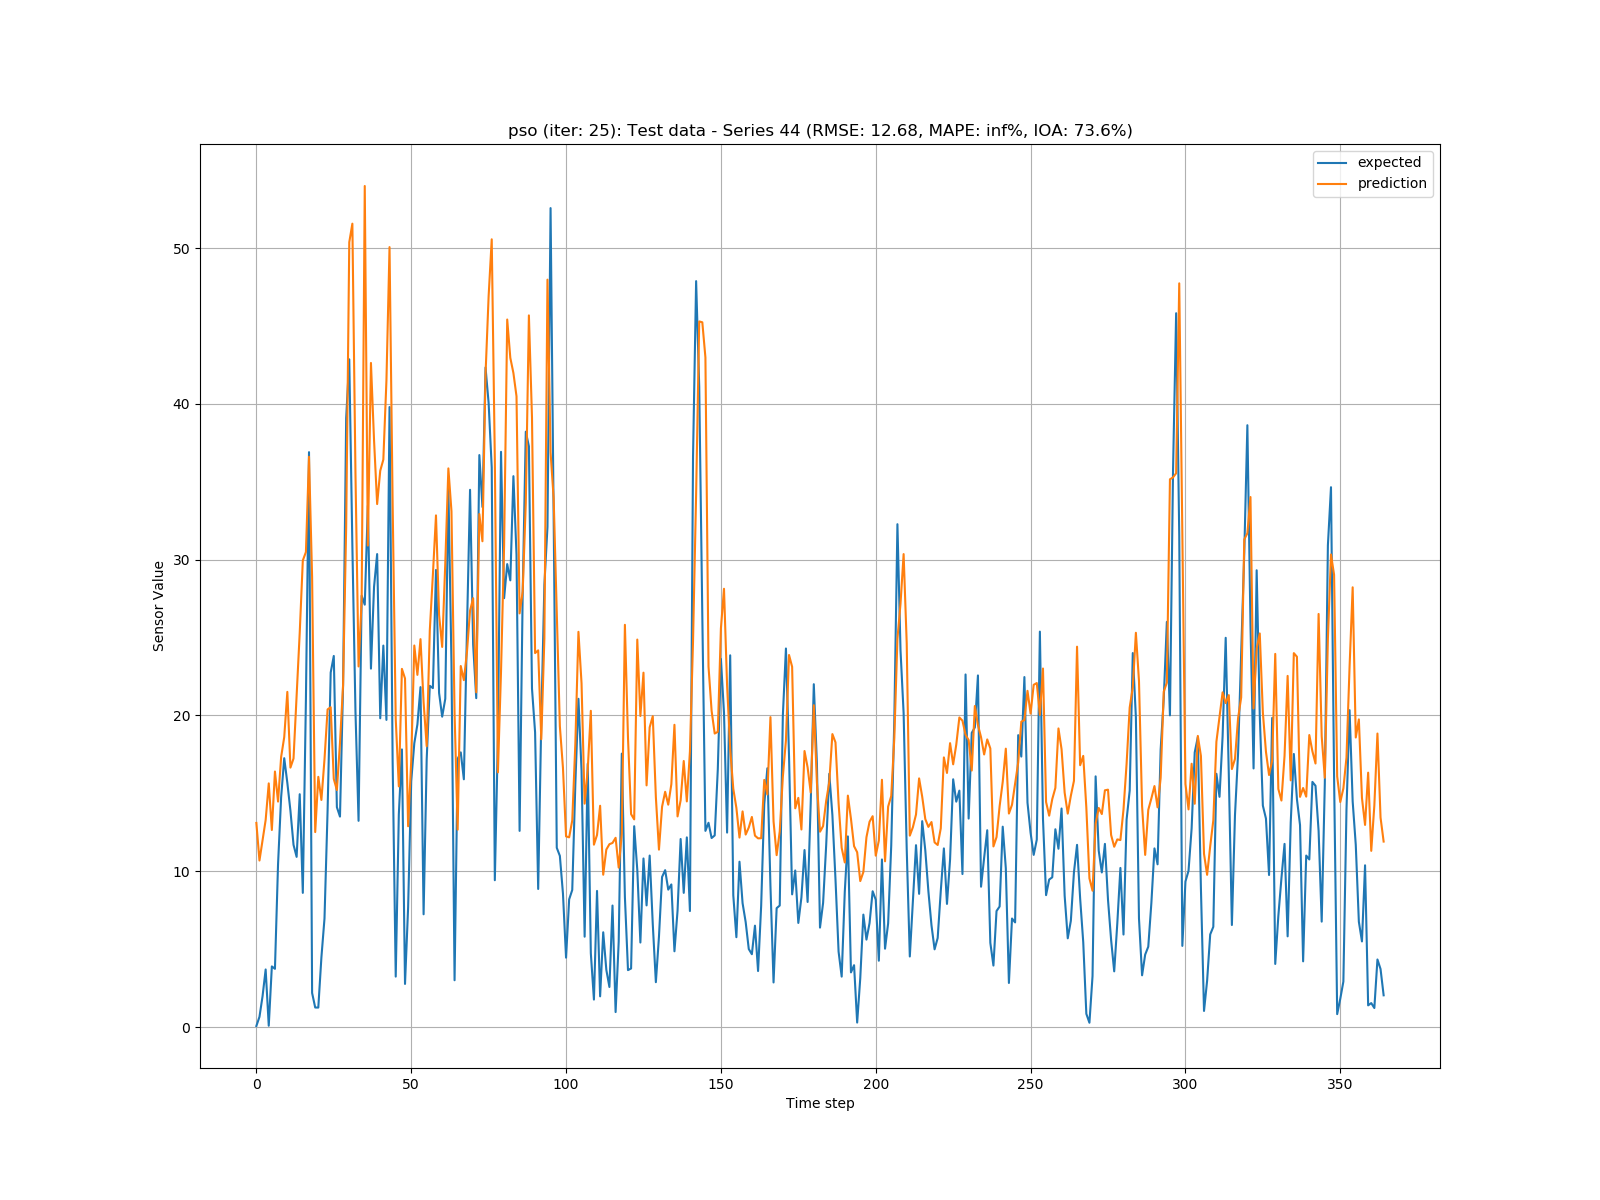 pso (iter: 25): Test data - Series 44 (RMSE: 12.68, MAPE: inf%, IOA: 73.6%)
expected
prediction
50
40
30
20
10
0
Sensor Value
0 50 100 150 200 250 300 350
Time step